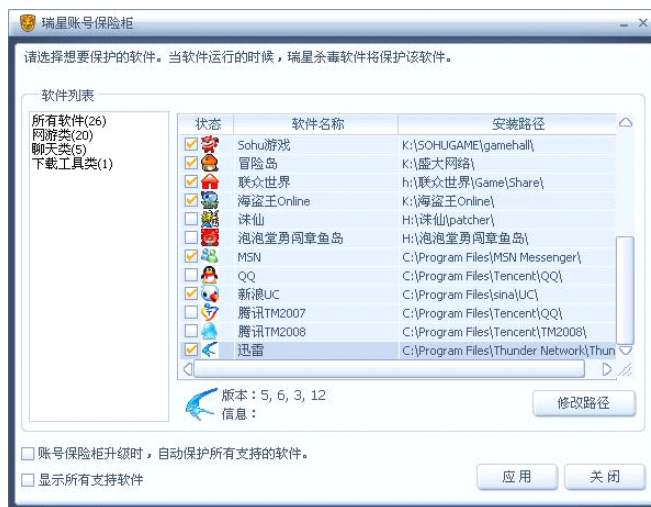 瑞星账号保险柜
请选择想要保护的软件。当软件运行的时候，瑞星杀毒软件将保护该软件。
软件列表
所有软件(26)
网游类(20)
聊天类(5)
下载工具类(1)
状态 软件名称 安装路径
Sohu游戏 K:\SOHUGAME\gamehall\
冒险岛 K:\盛大网络\
联众世界 h:\联众世界\Game\Share\
海盗王Online K:\海盗王Online\
诛仙 H:\诛仙\patcher\
泡泡堂勇闯章鱼岛 H:\泡泡堂勇闯章鱼岛\
MSN C:\Program Files\MSN Messenger\
QQ C:\Program Files\Tencent\QQ\
新浪UC C:\Program Files\sina\UC\
腾讯TM2007 C:\Program Files\Tencent\QQ\
腾讯TM2008 C:\Program Files\Tencent\TM2008\
迅雷 C:\Program Files\Thunder Network\Thun
版本：5, 6, 3, 12
信息：
修改路径
账号保险柜升级时，自动保护所有支持的软件。
显示所有支持软件
应用 关闭